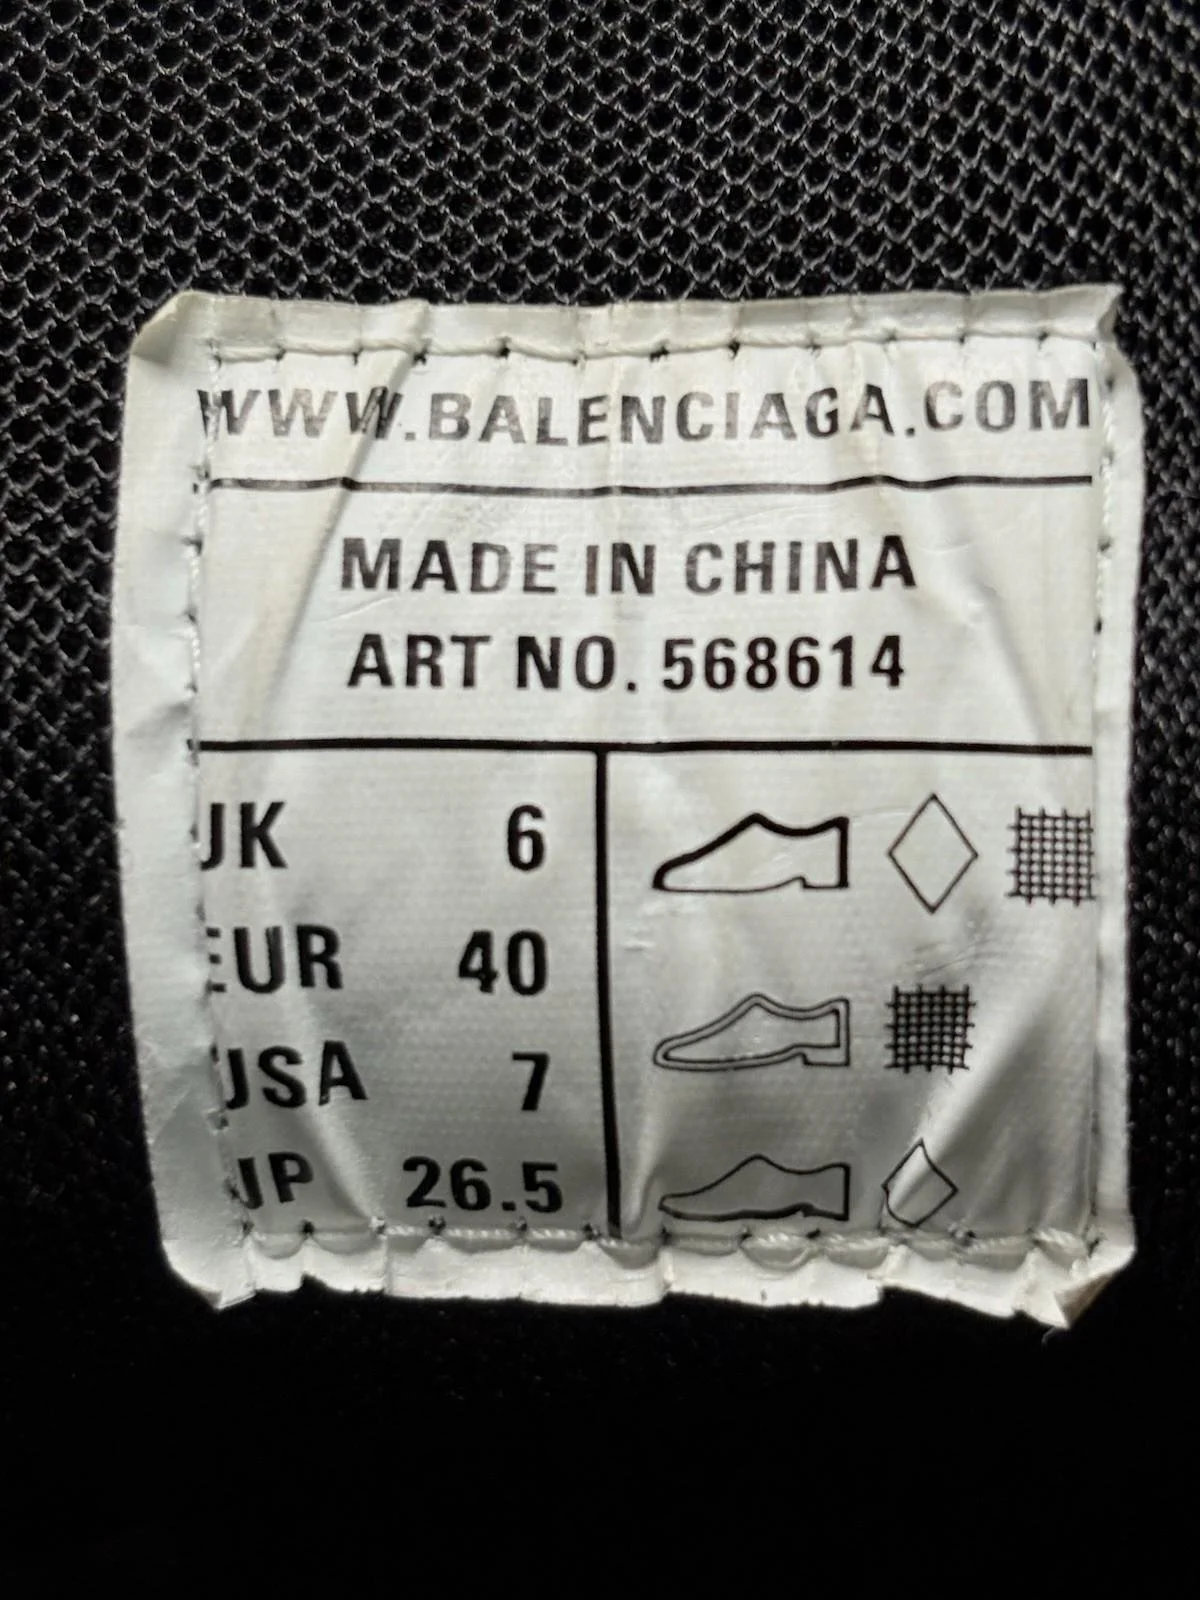 WWW.BALENCIAGA.COM
MADE IN CHINA
ART NO. 568614
UK 6
EUR 40
USA 7
JP 26.5